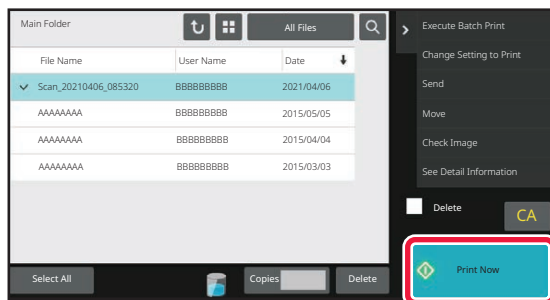 Main Folder
All Files
File Name User Name Date
Scan_20210406_085320 BBBBBBBBB 2021/04/06
AAAAAAAA BBBBBBBBB 2015/05/05
AAAAAAAA BBBBBBBBB 2015/04/04
AAAAAAAA BBBBBBBBB 2015/03/03
Select All
Copies
Delete
Execute Batch Print
Change Setting to Print
Send
Move
Check Image
See Detail Information
Delete
CA
Print Now